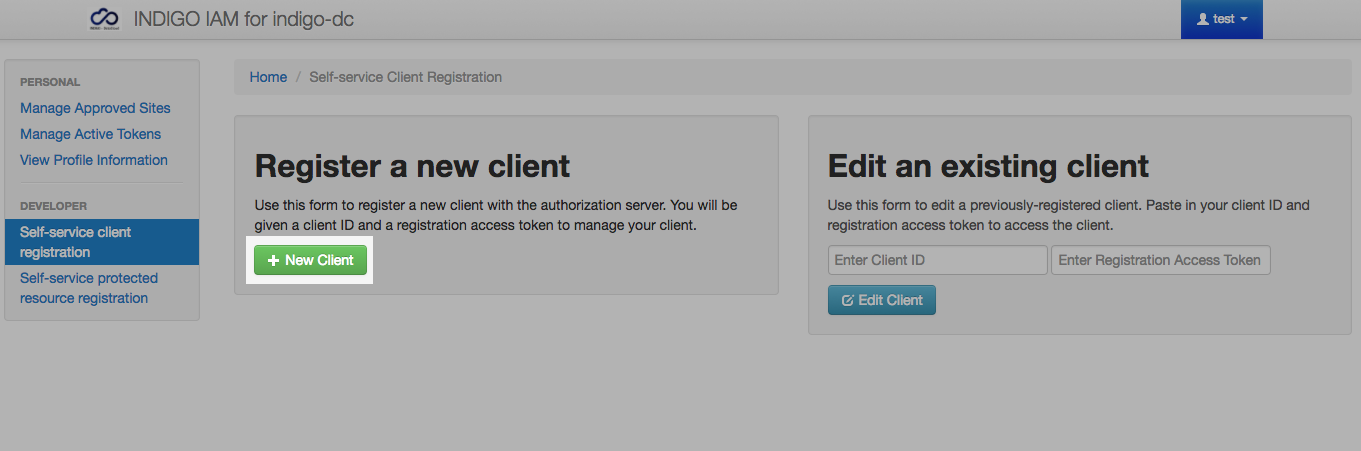 INDIGO IAM for indigo-dc
test
PERSONAL
Manage Approved Sites
Manage Active Tokens
View Profile Information
DEVELOPER
Self-service client
registration
Self-service protected
resource registration
Home / Self-service Client Registration
Register a new client
Use this form to register a new client with the authorization server. You will be
given a client ID and a registration access token to manage your client.
New Client
Edit an existing client
Use this form to edit a previously-registered client. Paste in your client ID and
registration access token to access the client.
Enter Client ID
Enter Registration Access Token
Edit Client